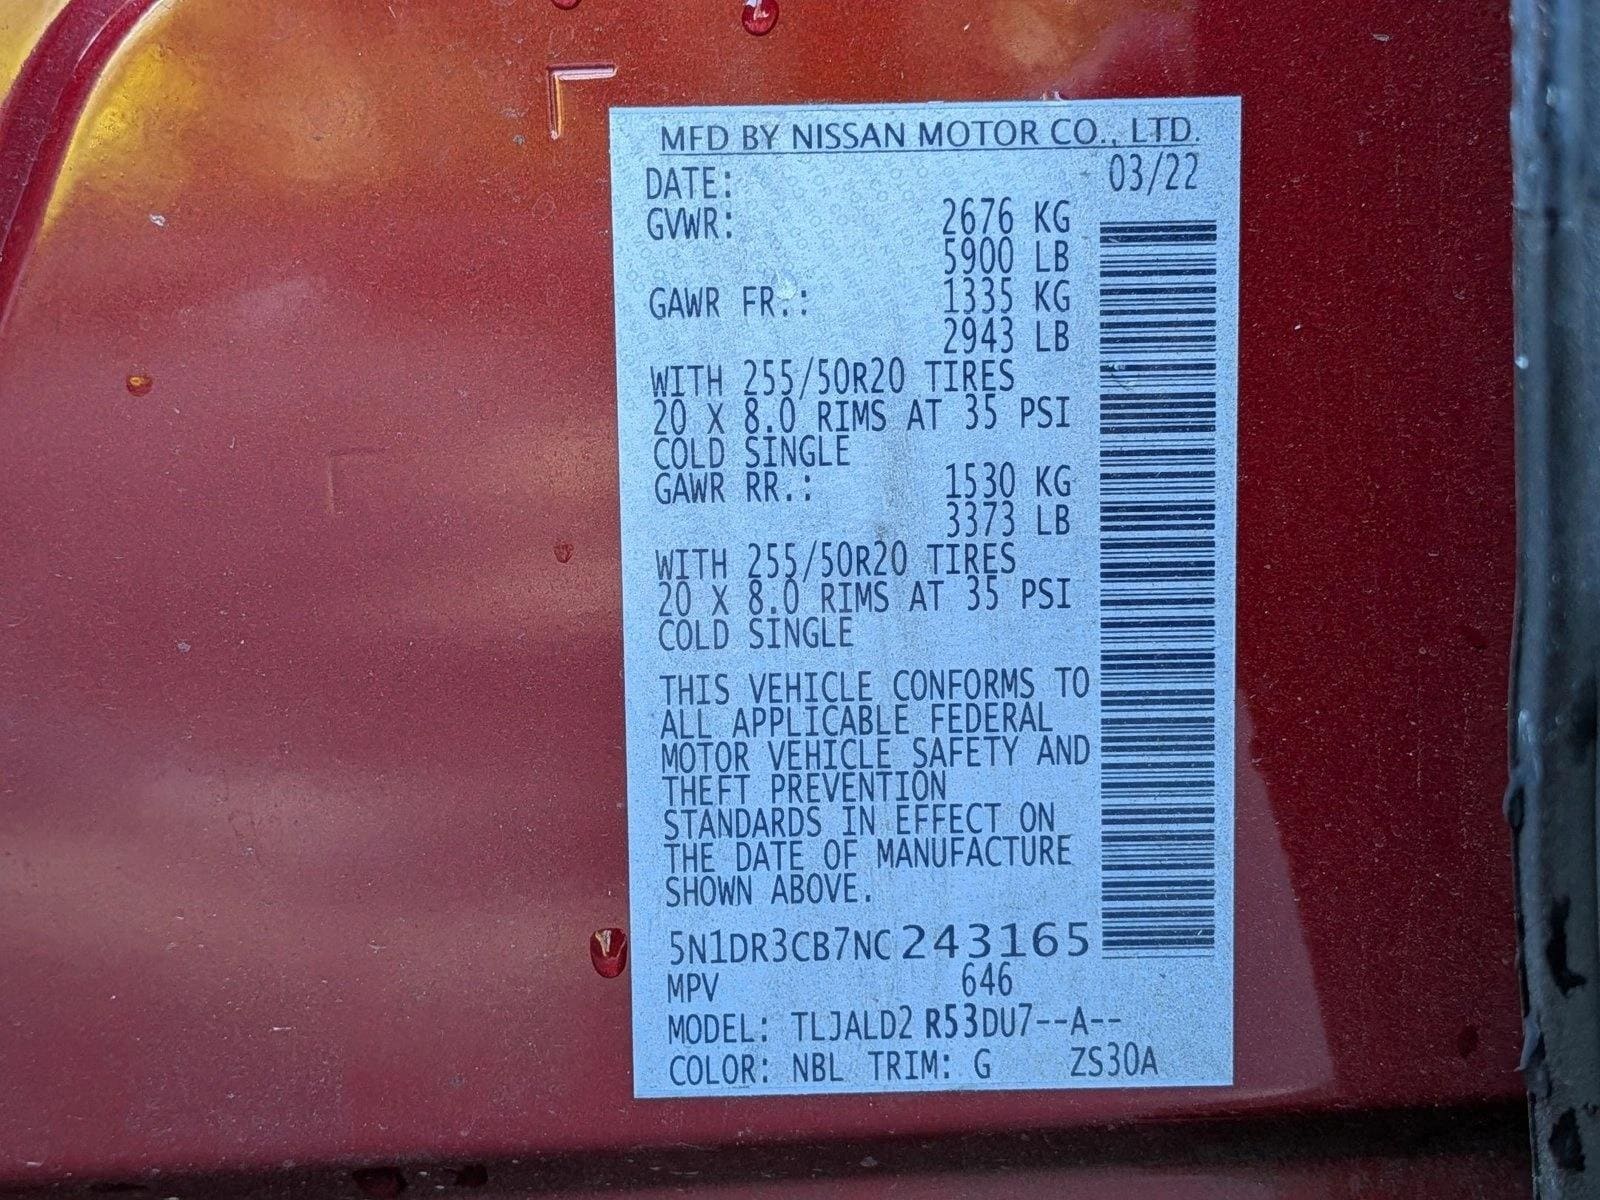 MFD BY NISSAN MOTOR CO., LTD.
DATE: 03/22
GVWR: 2676 KG
5900 LB
GAWR FR.: 1335 KG
2943 LB
WITH 255/50R20 TIRES
20 X 8.0 RIMS AT 35 PSI
COLD SINGLE
GAWR RR.: 1530 KG
3373 LB
WITH 255/50R20 TIRES
20 X 8.0 RIMS AT 35 PSI
COLD SINGLE
THIS VEHICLE CONFORMS TO
ALL APPLICABLE FEDERAL
MOTOR VEHICLE SAFETY AND
THEFT PREVENTION
STANDARDS IN EFFECT ON
THE DATE OF MANUFACTURE
SHOWN ABOVE.
5N1DR3CB7NC243165
MPV 646
MODEL: TLJALD2 R53DU7--A--
COLOR: NBL TRIM: G ZS30A